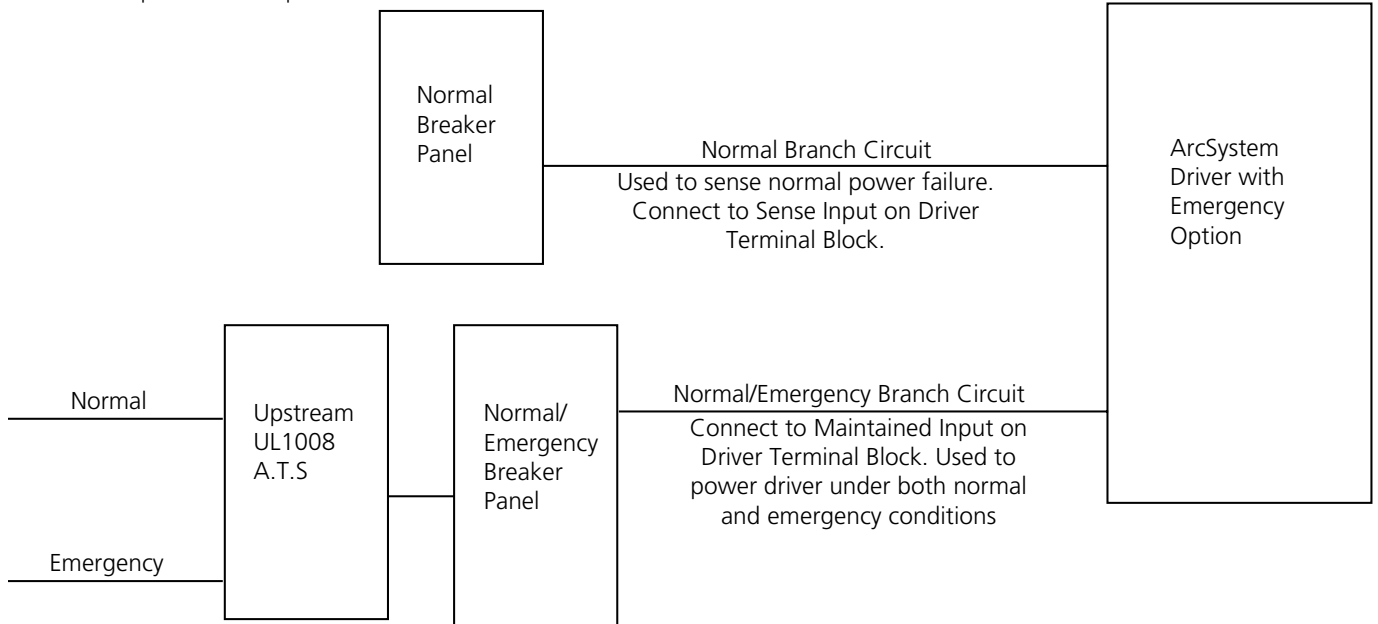 Normal
Breaker
Panel
Normal Branch Circuit
Used to sense normal power failure.
Connect to Sense Input on Driver
Terminal Block.
ArcSystem
Driver with
Emergency
Option
Normal
Emergency
Upstream
UL1008
A.T.S
Normal/
Emergency
Breaker
Panel
Normal/Emergency Branch Circuit
Connect to Maintained Input on
Driver Terminal Block. Used to
power driver under both normal
and emergency conditions